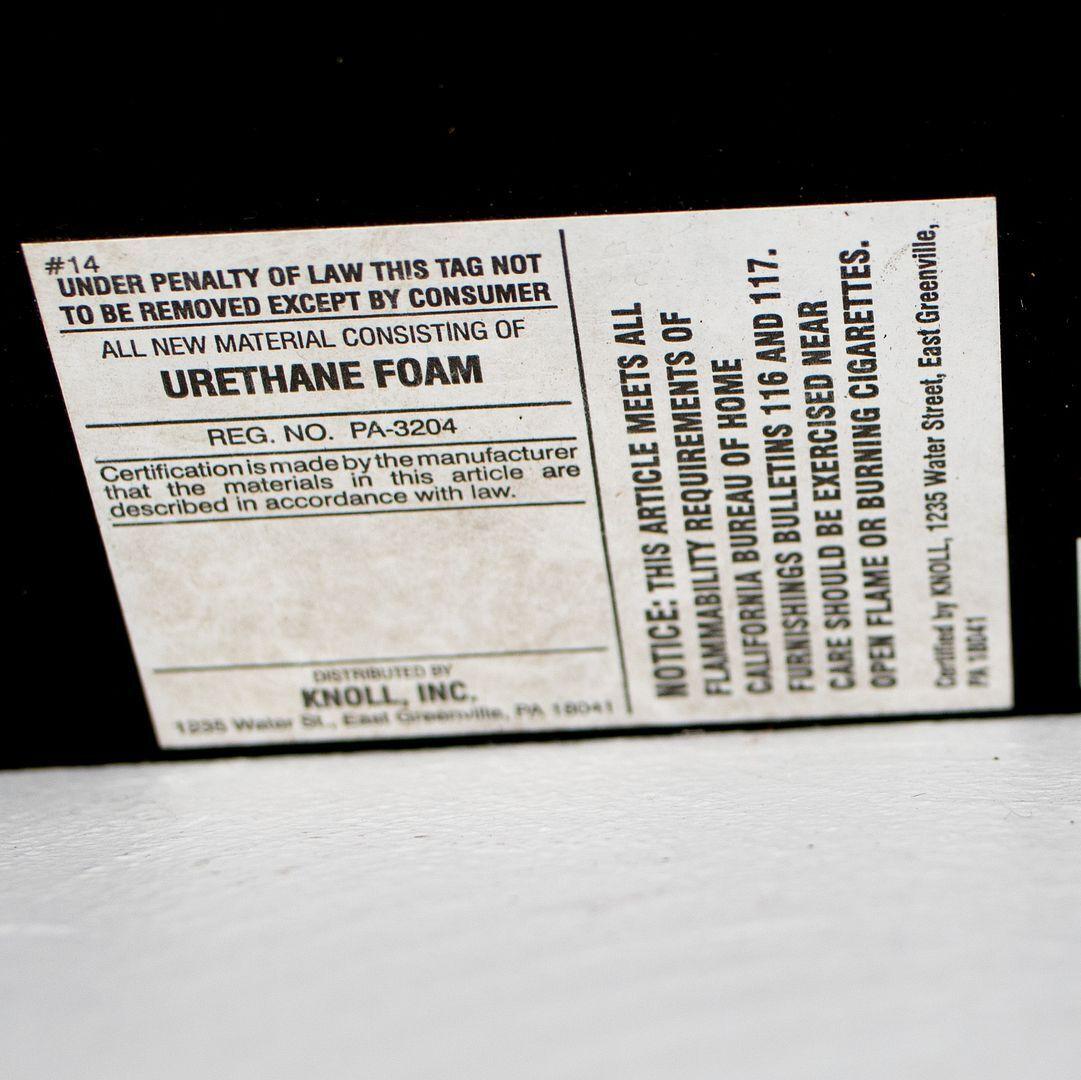 #14
UNDER PENALTY OF LAW THIS TAG NOT
TO BE REMOVED EXCEPT BY CONSUMER
ALL NEW MATERIAL CONSISTING OF
URETHANE FOAM
REG. NO. PA-3204
Certification is made by the manufacturer
that the materials in this article are
described in accordance with law.
DISTRIBUTED BY
KNOLL, INC.
1235 Water St., East Greenville, PA 18041
NOTICE: THIS ARTICLE MEETS ALL
FLAMMABILITY REQUIREMENTS OF
CALIFORNIA BUREAU OF HOME
FURNISHINGS BULLETINS 116 AND 117.
CARE SHOULD BE EXERCISED NEAR
OPEN FLAME OR BURNING CIGARETTES.
Certified by KNOLL, 1235 Water Street, East Greenville,
PA 18041